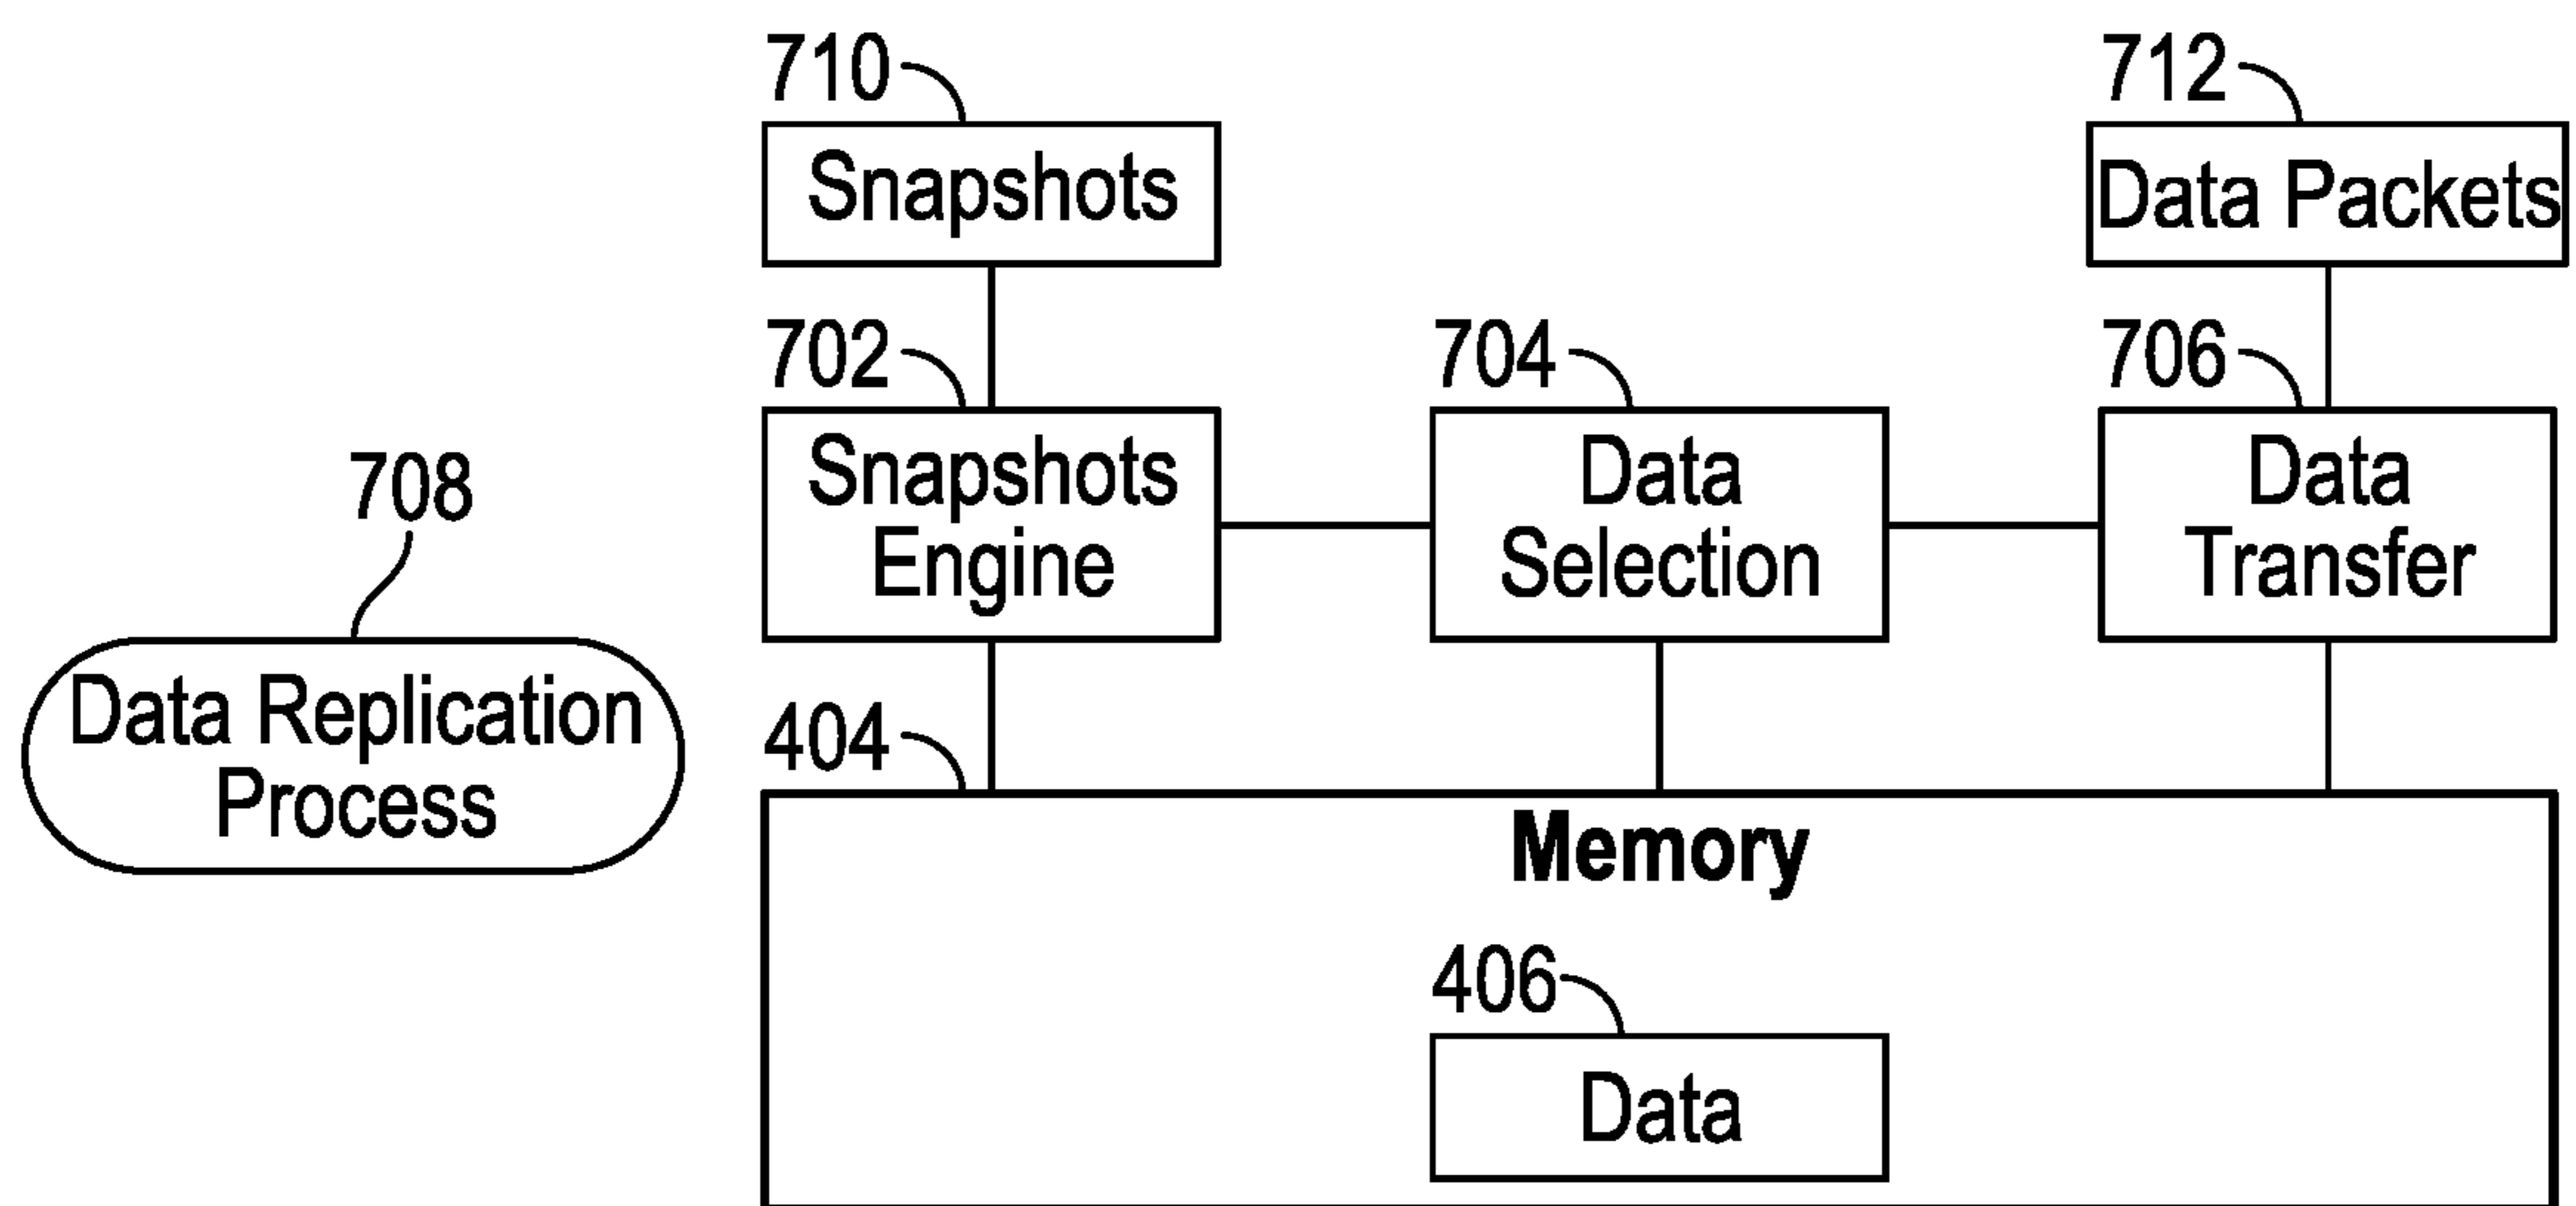 710
Snapshots
712
Data Packets
702
Snapshots
Engine
704
Data
Selection
706
Data
Transfer
708
Data Replication
Process
404
Memory
406
Data